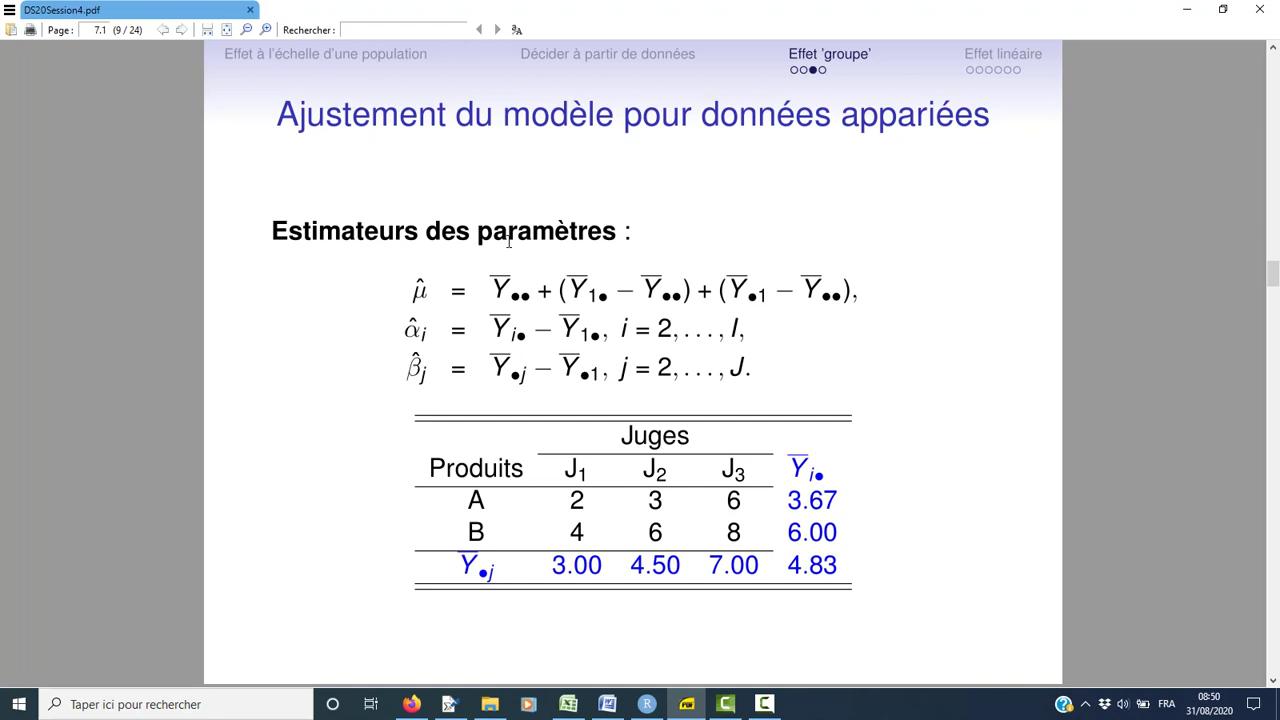 DS20Session4.pdf
Page : 7.1 (9 / 24) Rechercher :
Effet à l'échelle d'une population Décider à partir de données Effet 'groupe' Effet linéaire
Ajustement du modèle pour données appariées
Estimateurs des paramètres :
μ̂ = Y̅•• + (Y̅1• − Y̅••) + (Y̅•1 − Y̅••),
α̂i = Y̅i• − Y̅1•, i = 2, . . . , I,
β̂j = Y̅•j − Y̅•1, j = 2, . . . , J.
Juges
Produits J1 J2 J3 Y̅i•
A 2 3 6 3.67
B 4 6 8 6.00
Y̅•j 3.00 4.50 7.00 4.83
Taper ici pour rechercher
FRA
08:50
31/08/2020